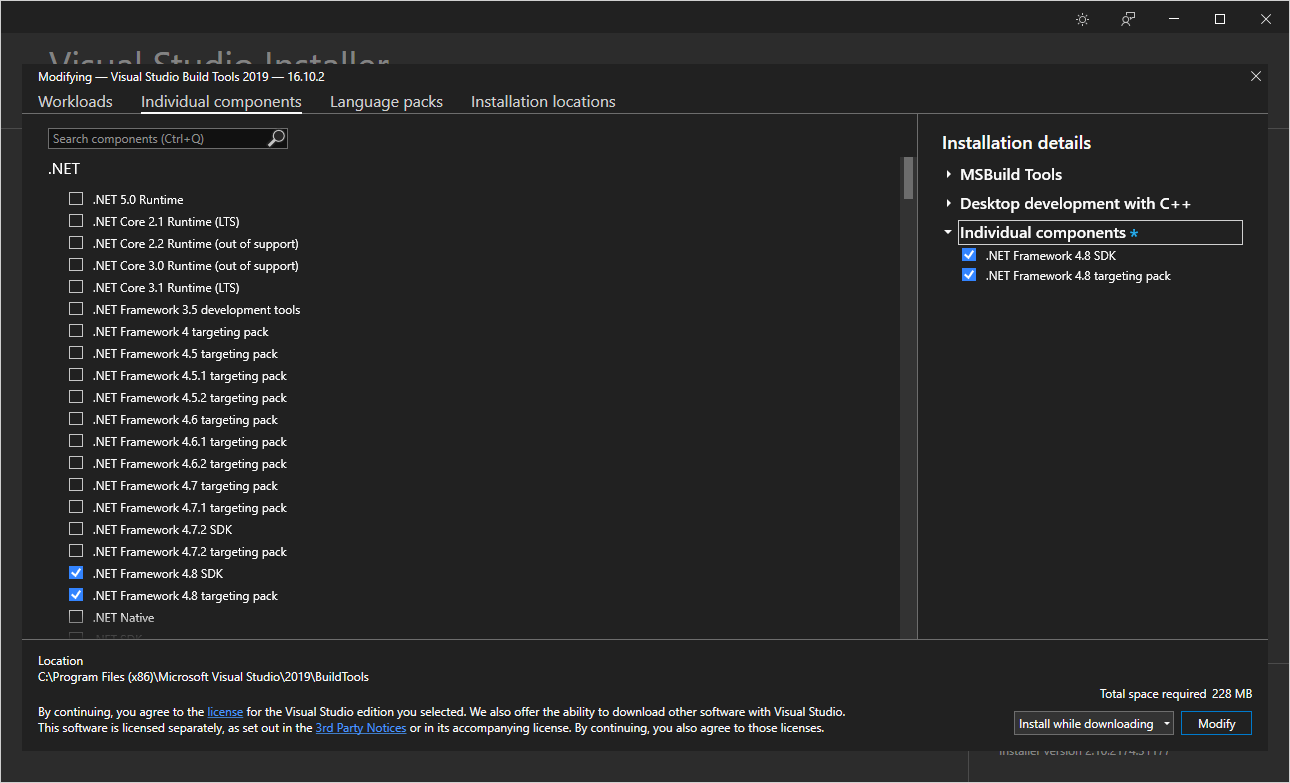 Visual Studio Installer
Modifying — Visual Studio Build Tools 2019 — 16.10.2
Workloads
Individual components
Language packs
Installation locations
Search components (Ctrl+Q)
.NET
.NET 5.0 Runtime
.NET Core 2.1 Runtime (LTS)
.NET Core 2.2 Runtime (out of support)
.NET Core 3.0 Runtime (out of support)
.NET Core 3.1 Runtime (LTS)
.NET Framework 3.5 development tools
.NET Framework 4 targeting pack
.NET Framework 4.5 targeting pack
.NET Framework 4.5.1 targeting pack
.NET Framework 4.5.2 targeting pack
.NET Framework 4.6 targeting pack
.NET Framework 4.6.1 targeting pack
.NET Framework 4.6.2 targeting pack
.NET Framework 4.7 targeting pack
.NET Framework 4.7.1 targeting pack
.NET Framework 4.7.2 SDK
.NET Framework 4.7.2 targeting pack
.NET Framework 4.8 SDK
.NET Framework 4.8 targeting pack
.NET Native
.NET SDK
Installation details
MSBuild Tools
Desktop development with C++
Individual components *
.NET Framework 4.8 SDK
.NET Framework 4.8 targeting pack
Location
C:\Program Files (x86)\Microsoft Visual Studio\2019\BuildTools
Total space required 228 MB
By continuing, you agree to the license for the Visual Studio edition you selected. We also offer the ability to download other software with Visual Studio.
This software is licensed separately, as set out in the 3rd Party Notices or in its accompanying license. By continuing, you also agree to those licenses.
Install while downloading
Modify
Installer version